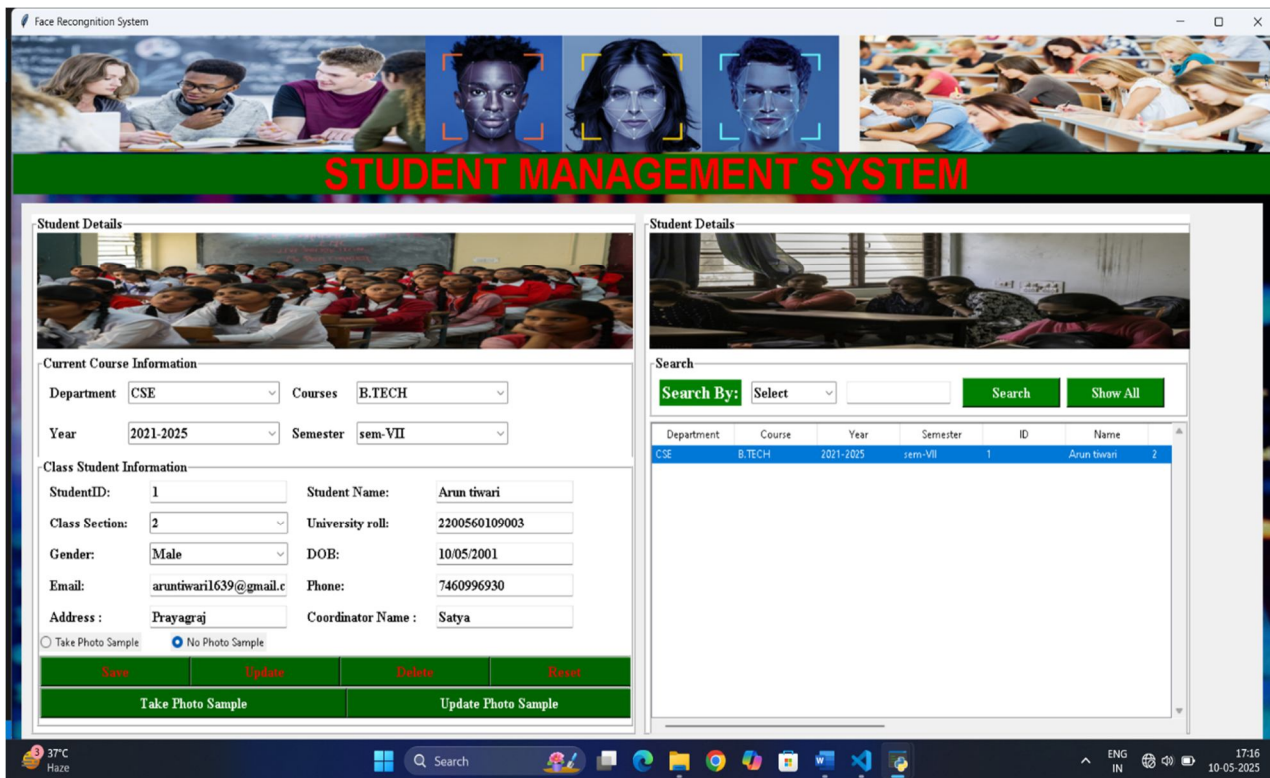 Face Recongnition System
STUDENT MANAGEMENT SYSTEM
Student Details
Current Course Information
Department CSE Courses B.TECH
Year 2021-2025 Semester sem-VII
Class Student Information
StudentID: 1 Student Name: Arun tiwari
Class Section: 2 University roll: 2200560109003
Gender: Male DOB: 10/05/2001
Email: aruntiwari1639@gmail.c Phone: 7460996930
Address : Prayagraj Coordinator Name : Satya
Take Photo Sample No Photo Sample
Save Update Delete Reset
Take Photo Sample Update Photo Sample
Student Details
Search
Search By: Select Search Show All
Department Course Year Semester ID Name
CSE B.TECH 2021-2025 sem-VII 1 Arun tiwari 2
3 37°C
Haze
Search
ENG
IN
17:16
10-05-2025